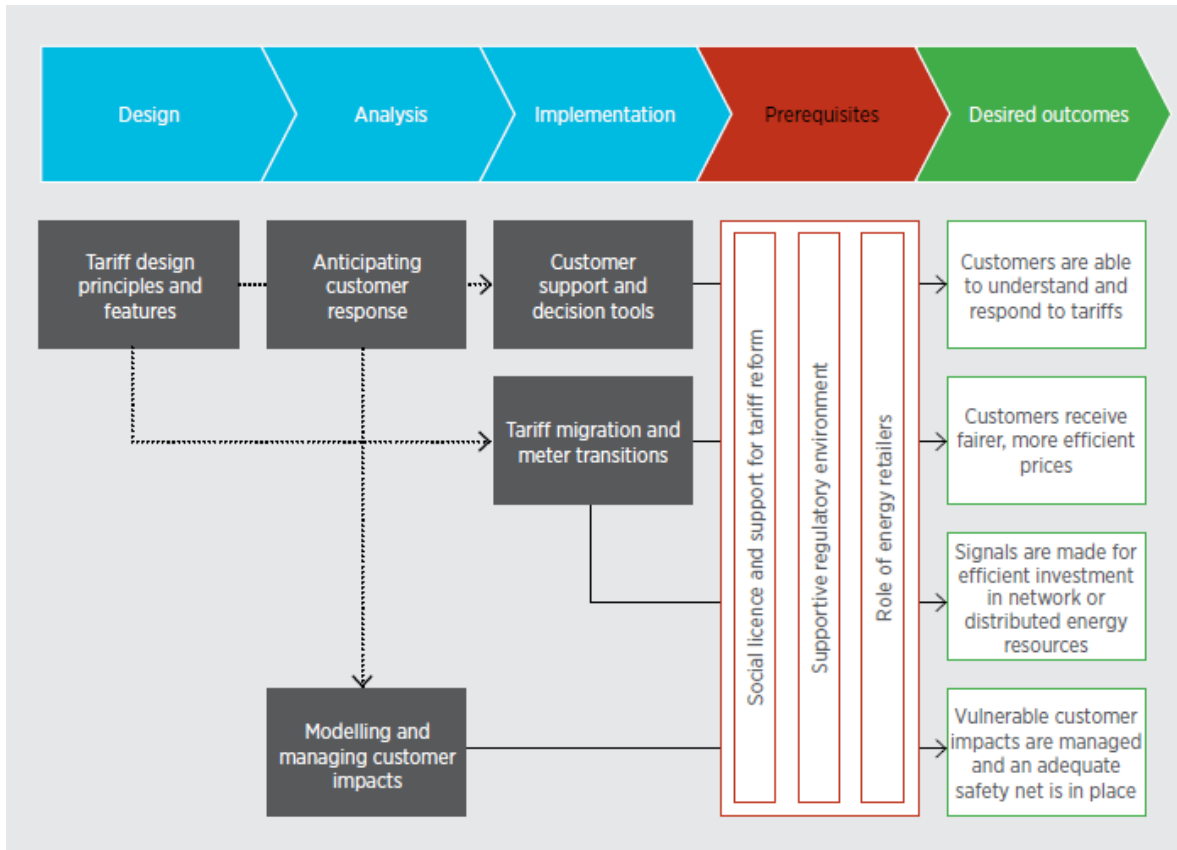 Design
Analysis
Implementation
Prerequisites
Desired outcomes
Tariff design
principles and
features
Anticipating
customer
response
Customer
support and
decision tools
Tariff migration and
meter transitions
Modelling and
managing customer
impacts
Social licence and support for tariff reform
Supportive regulatory environment
Role of energy retailers
Customers are able
to understand and
respond to tariffs
Customers receive
fairer, more efficient
prices
Signals are made for
efficient investment
in network or
distributed energy
resources
Vulnerable customer
impacts are managed
and an adequate
safety net is in place